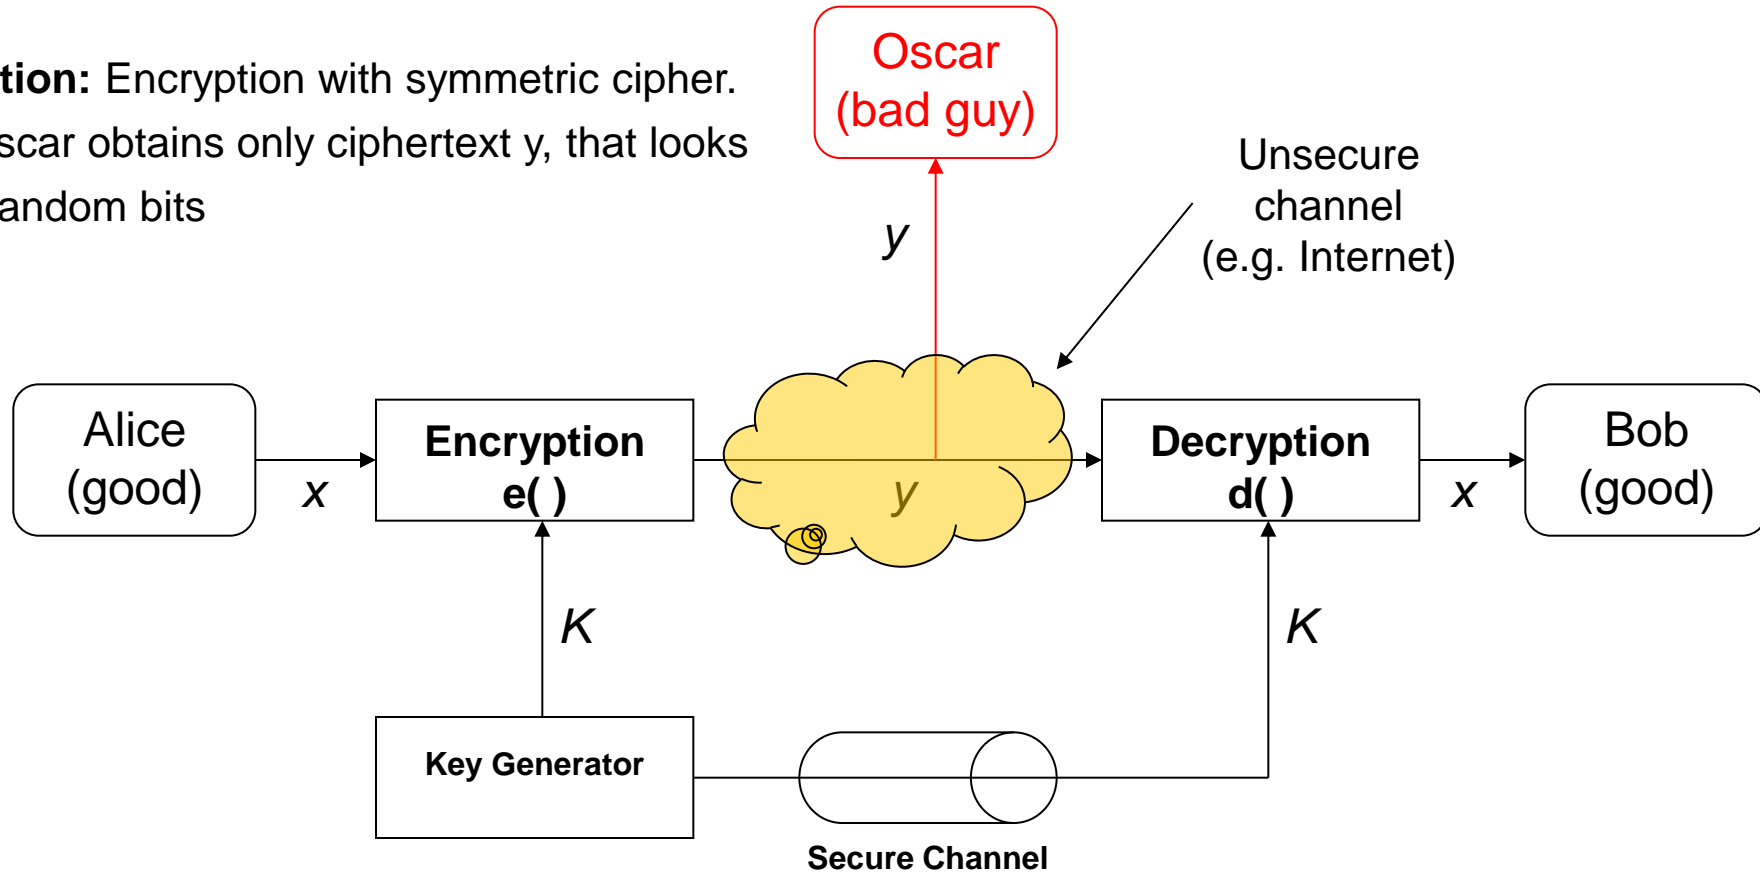 tion: Encryption with symmetric cipher.
scar obtains only ciphertext y, that looks
andom bits
Oscar
(bad guy)
Unsecure
channel
(e.g. Internet)
y
Alice
(good)
x
Encryption
e( )
y
Decryption
d( )
x
Bob
(good)
K
K
Key Generator
Secure Channel